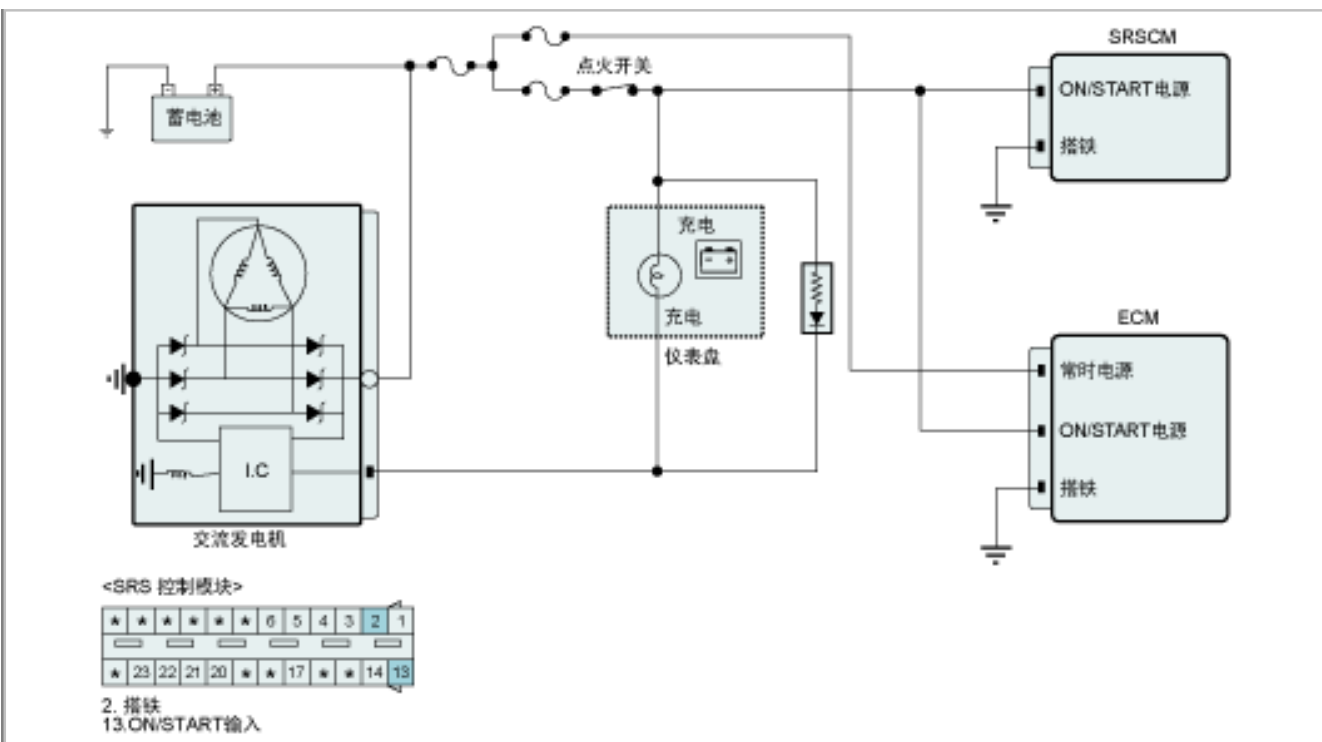 SRSCM
点火开关
ON/START电源
- +
蓄电池
搭铁
充电
- +
充电
仪表盘
ECM
常时电源
ON/START电源
I.C
搭铁
交流发电机
<SRS 控制模块>
* * * * * * 6 5 4 3 2 1
* 23 22 21 20 * * 17 * * 14 13
2. 搭铁
13.ON/START输入